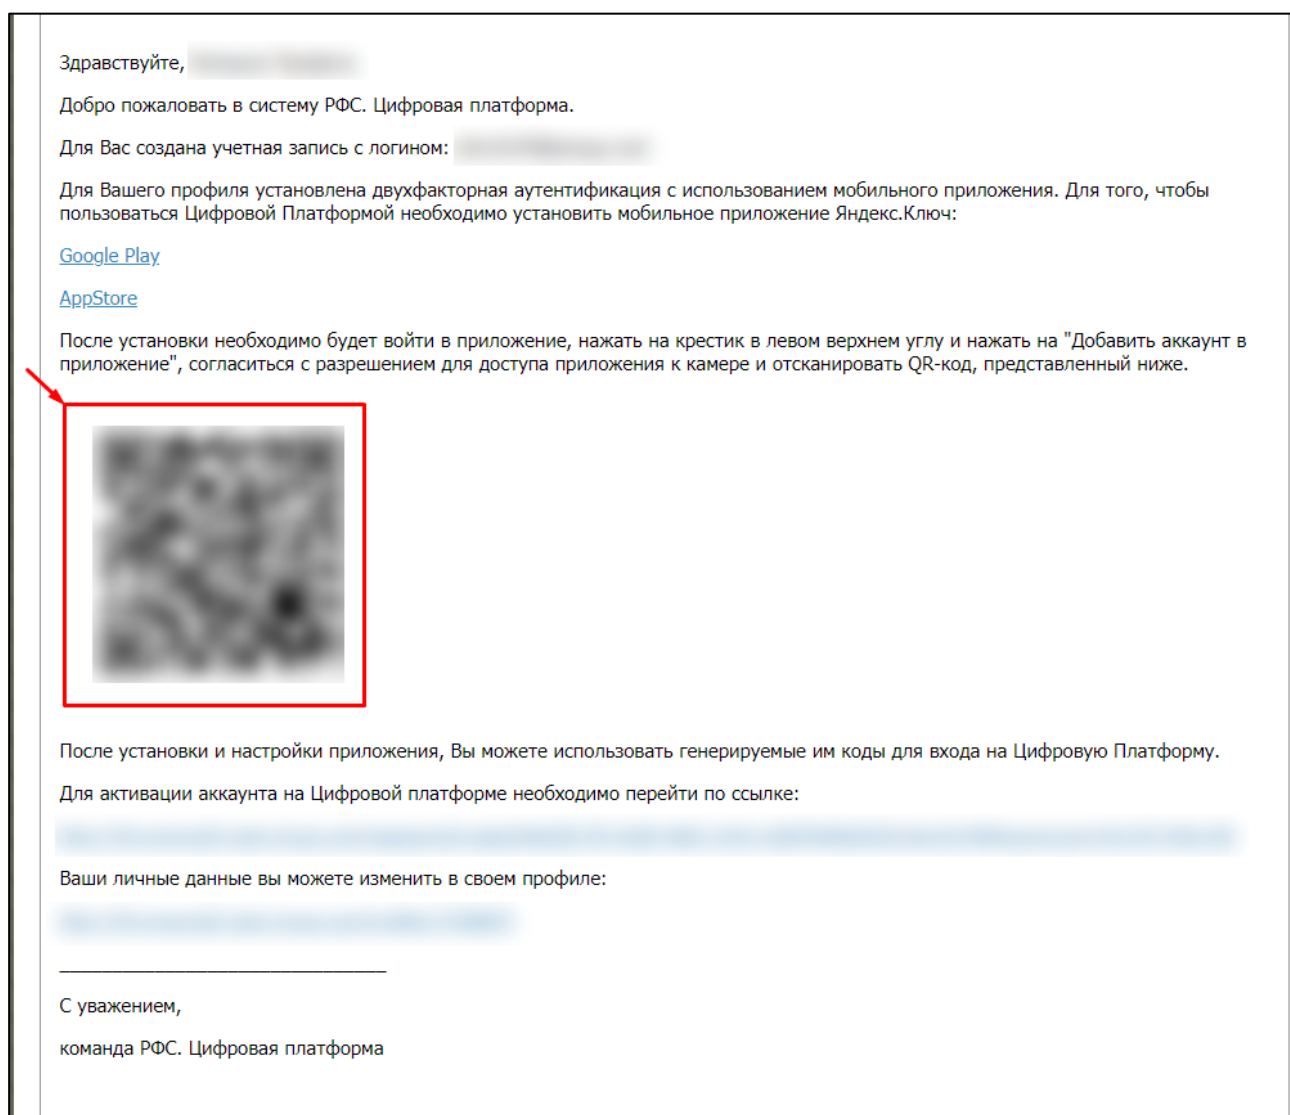 Здравствуйте,
Добро пожаловать в систему РФС. Цифровая платформа.
Для Вас создана учетная запись с логином:
Для Вашего профиля установлена двухфакторная аутентификация с использованием мобильного приложения. Для того, чтобы
пользоваться Цифровой Платформой необходимо установить мобильное приложение Яндекс.Ключ:
Google Play
AppStore
После установки необходимо будет войти в приложение, нажать на крестик в левом верхнем углу и нажать на "Добавить аккаунт в
приложение", согласиться с разрешением для доступа приложения к камере и отсканировать QR-код, представленный ниже.
После установки и настройки приложения, Вы можете использовать генерируемые им коды для входа на Цифровую Платформу.
Для активации аккаунта на Цифровой платформе необходимо перейти по ссылке:
Ваши личные данные вы можете изменить в своем профиле:
С уважением,
команда РФС. Цифровая платформа